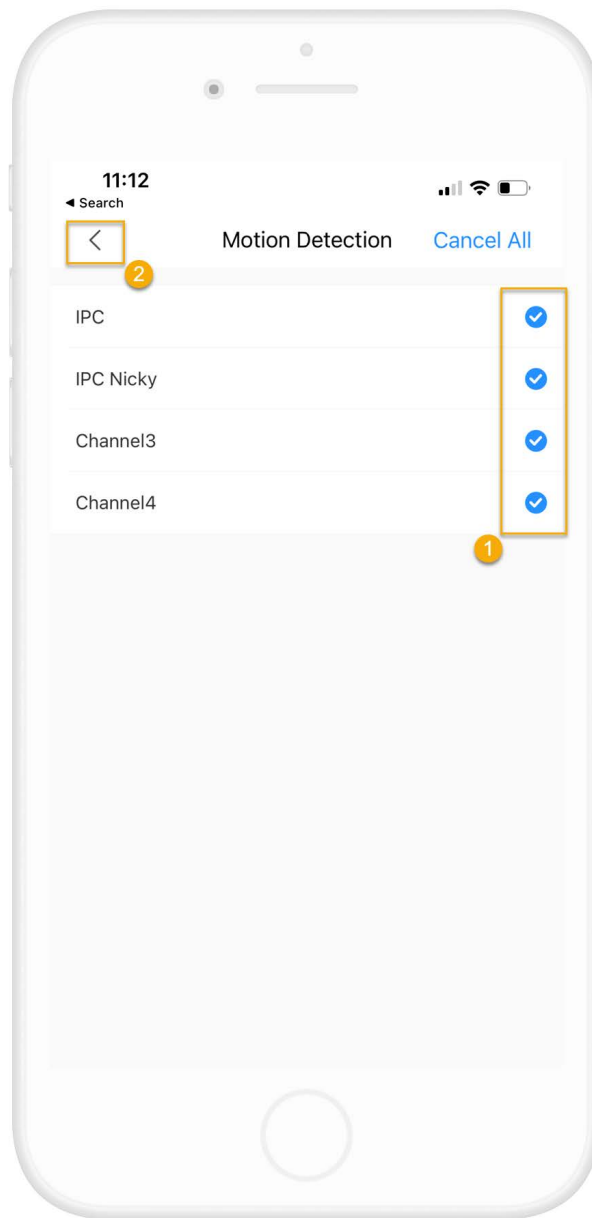 11:12
◀ Search
Motion Detection Cancel All
2
IPC
IPC Nicky
Channel3
Channel4
1